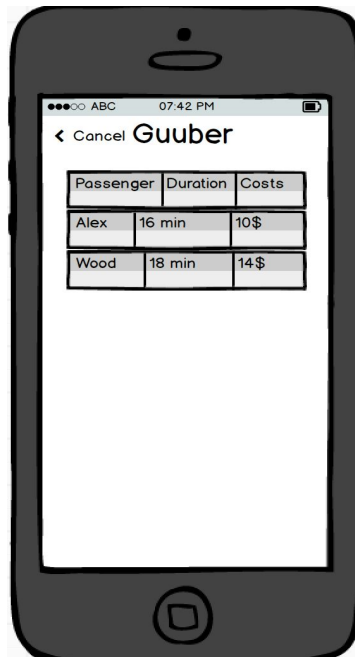 ABC 07:42 PM
Cancel Guuber
Passenger Duration Costs
Alex 16 min 10$
Wood 18 min 14$